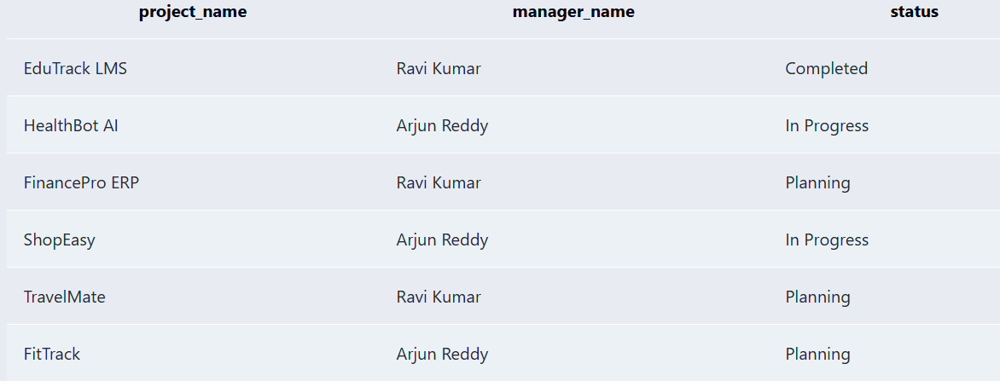 project_name manager_name status
EduTrack LMS Ravi Kumar Completed
HealthBot AI Arjun Reddy In Progress
FinancePro ERP Ravi Kumar Planning
ShopEasy Arjun Reddy In Progress
TravelMate Ravi Kumar Planning
FitTrack Arjun Reddy Planning